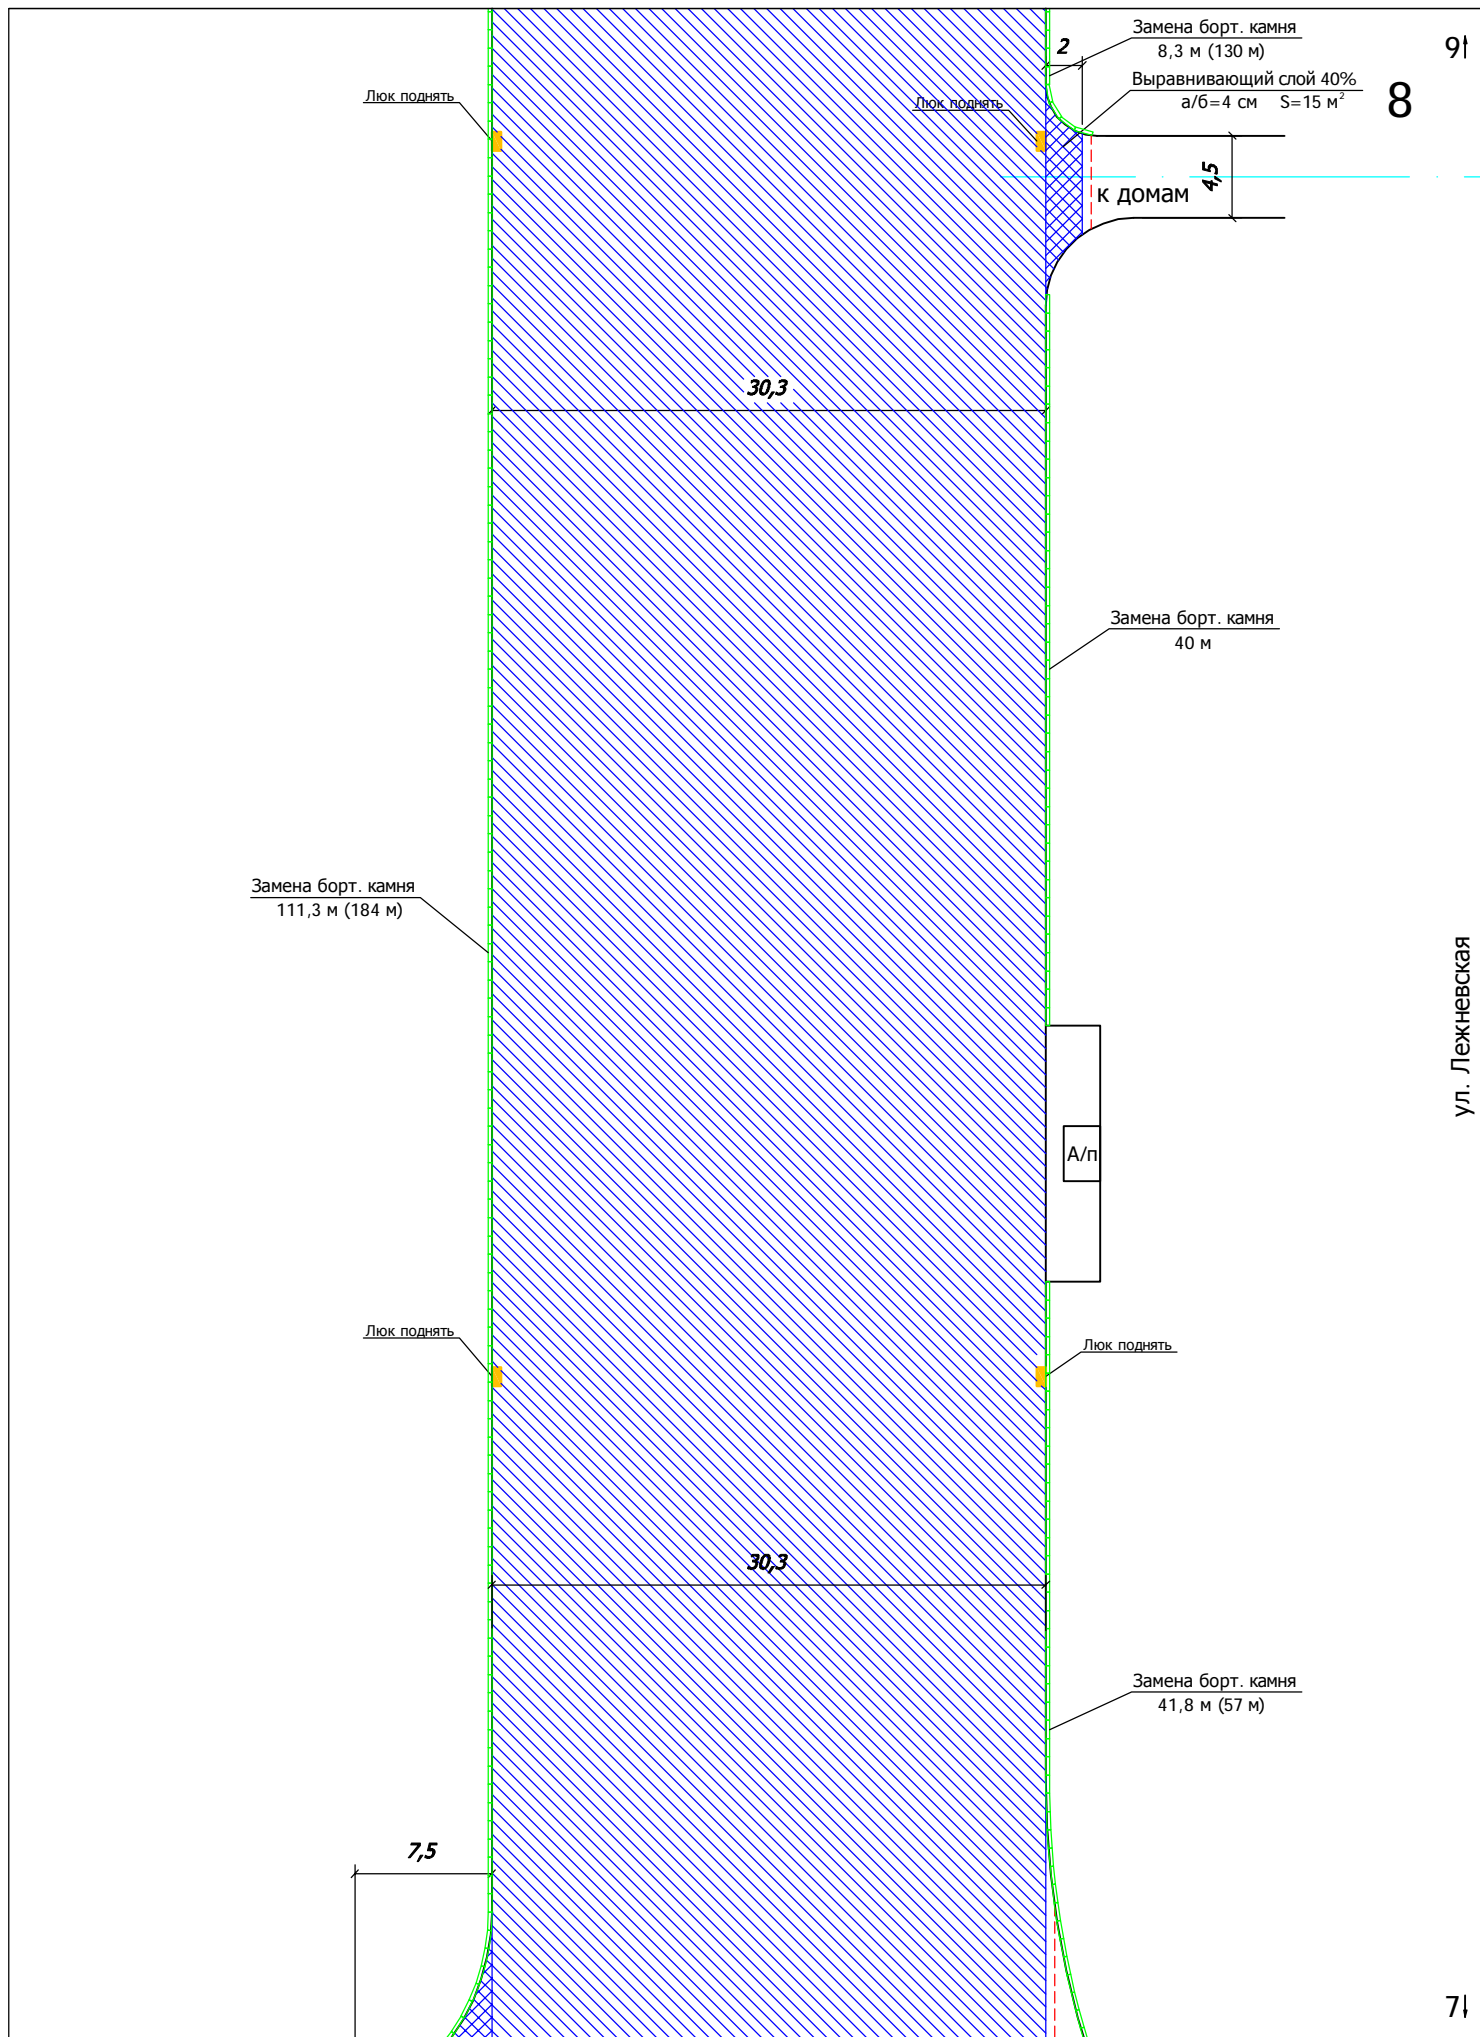 Замена борт. камня
8,3 м (130 м)
9
2
Выравнивающий слой 40%
а/б=4 см S=15 м²
8
Люк поднять
Люк поднять
4,5
к домам
30,3
Замена борт. камня
40 м
Замена борт. камня
111,3 м (184 м)
ул. Лежневская
А/п
Люк поднять
Люк поднять
30,3
Замена борт. камня
41,8 м (57 м)
7,5
7